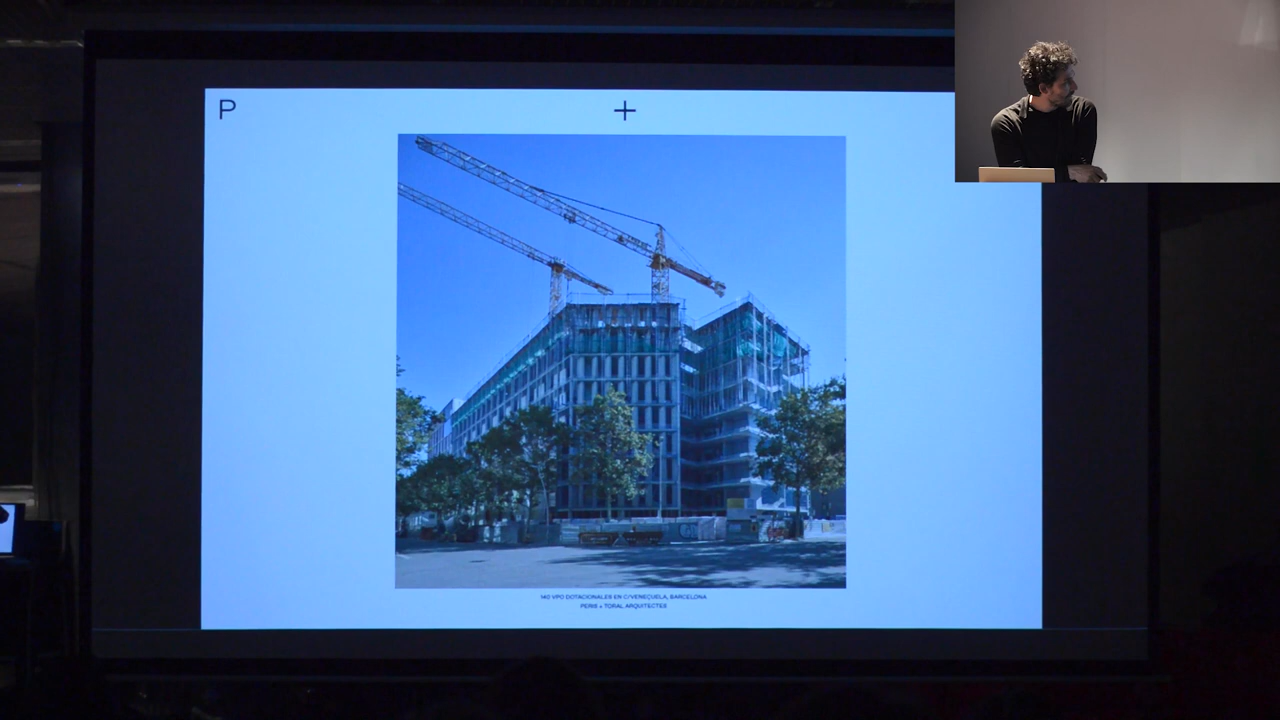 P
+
140 VPO DOTACIONALES EN C/VENEÇUELA, BARCELONA
PERIS + TORAL ARQUITECTES